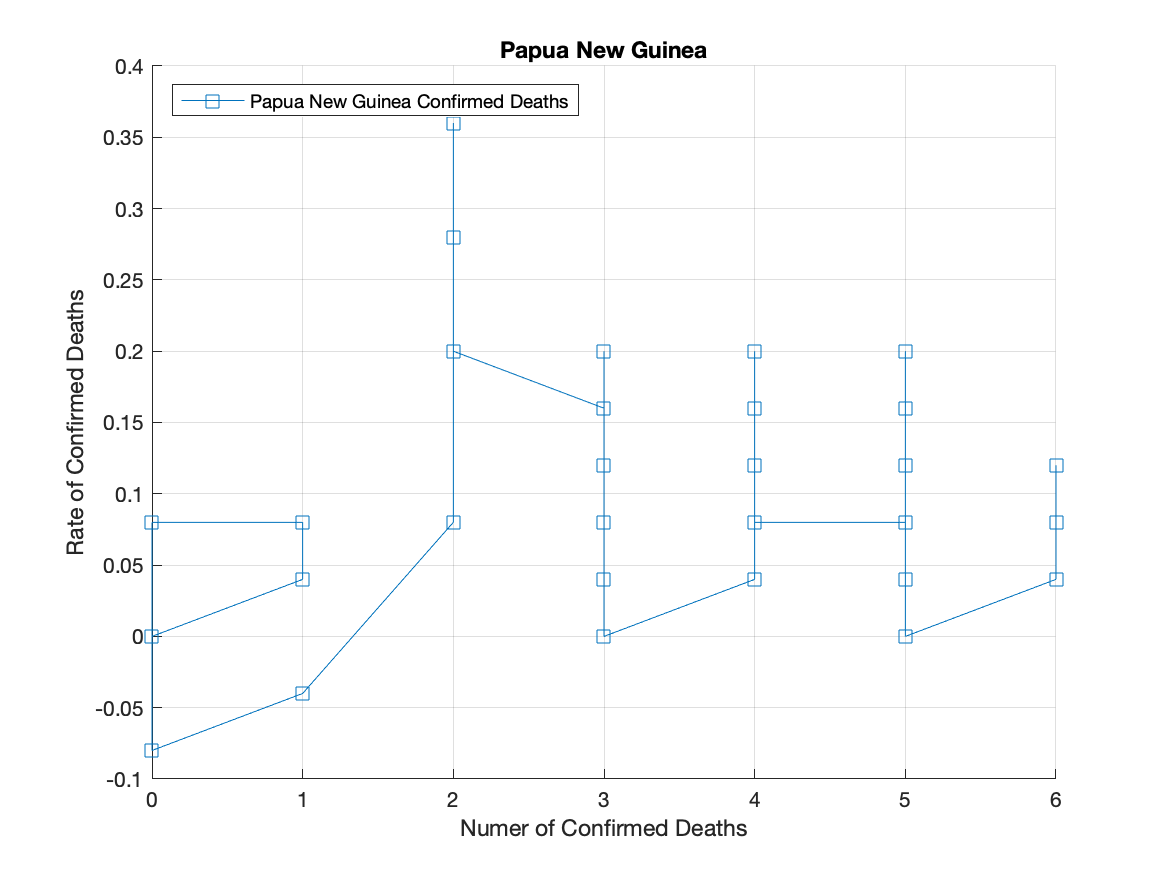 Papua New Guinea
Papua New Guinea Confirmed Deaths
0.4
0.35
0.3
0.25
0.2
0.15
0.1
0.05
0
-0.05
-0.1
Rate of Confirmed Deaths
0 1 2 3 4 5 6
Numer of Confirmed Deaths